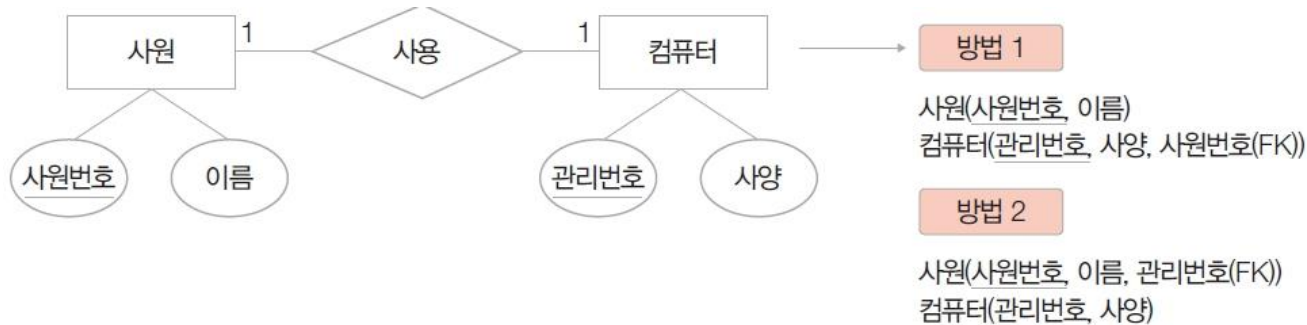 사원 1 사용 1 컴퓨터
사원번호 이름 관리번호 사양
방법 1
사원(사원번호, 이름)
컴퓨터(관리번호, 사양, 사원번호(FK))
방법 2
사원(사원번호, 이름, 관리번호(FK))
컴퓨터(관리번호, 사양)